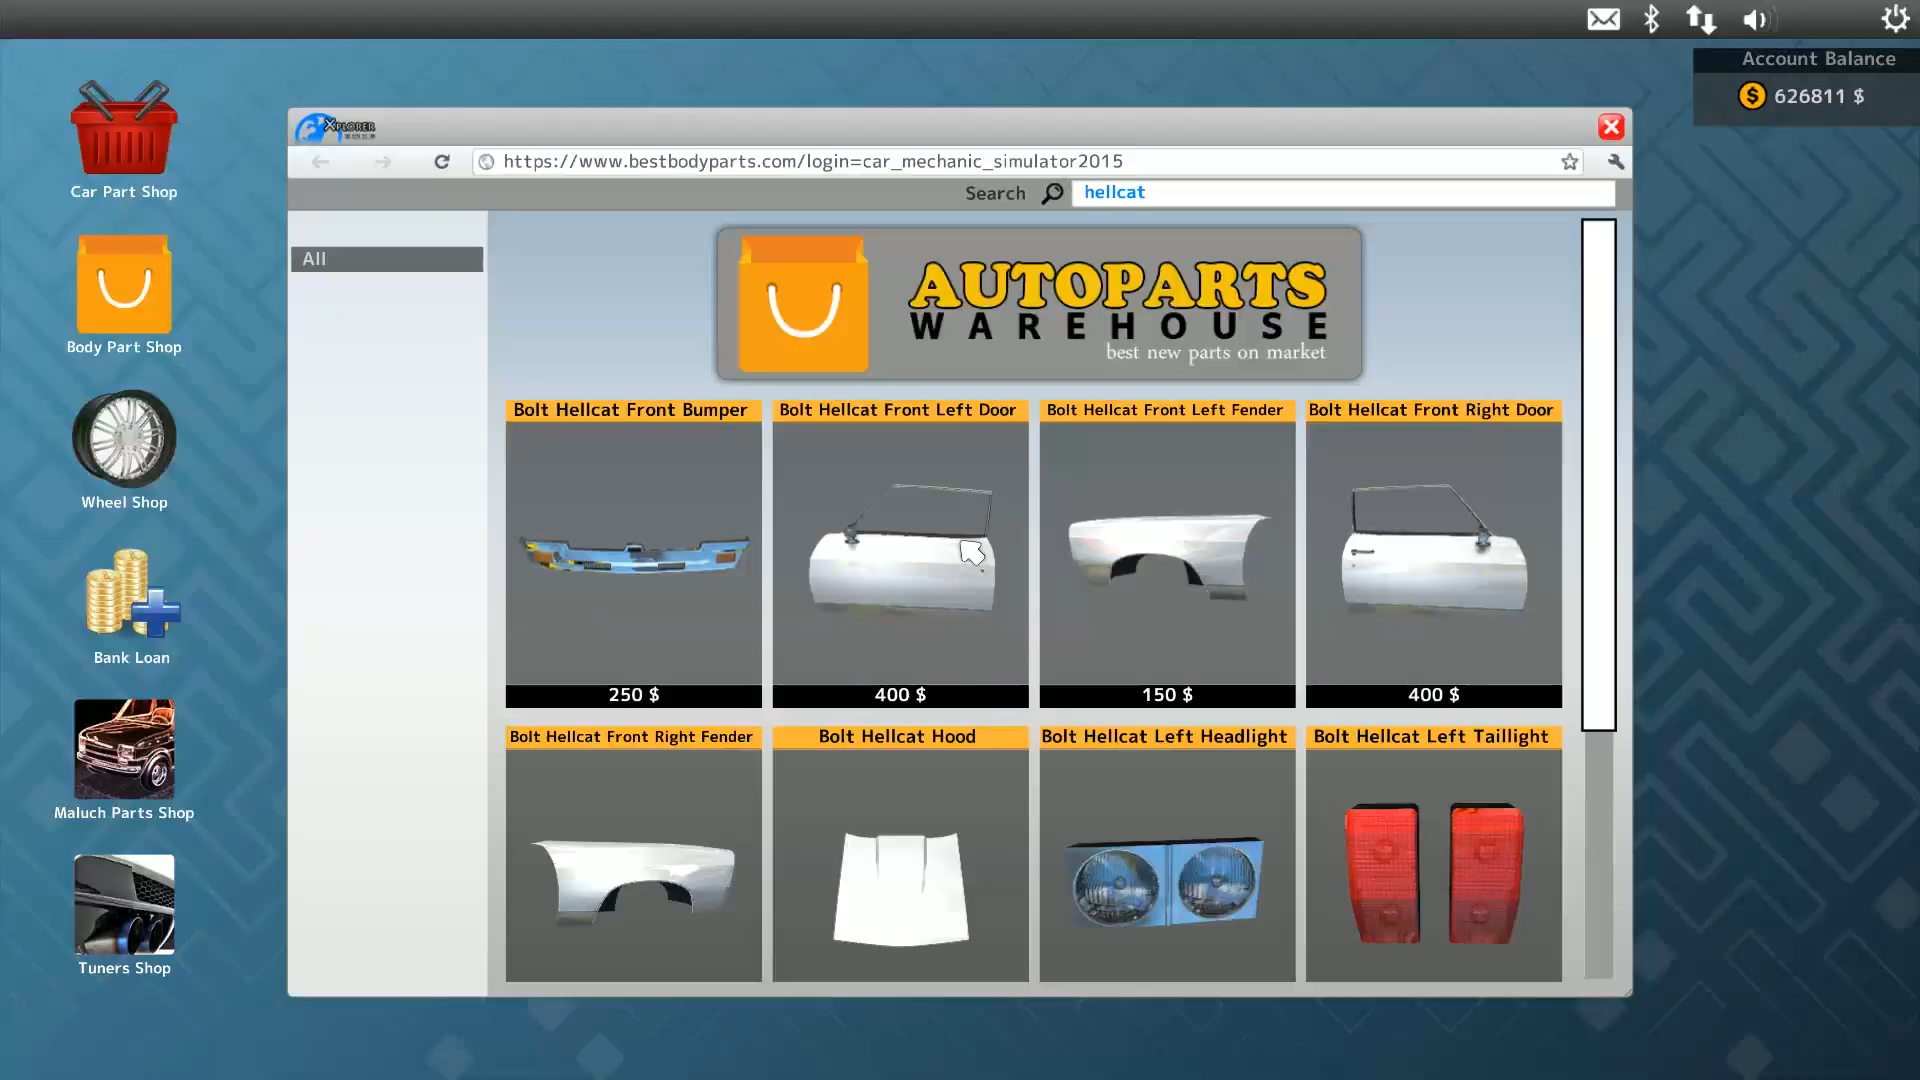 Account Balance
626811 $
Car Part Shop
Body Part Shop
Wheel Shop
Bank Loan
Maluch Parts Shop
Tuners Shop
XPLORER
https://www.bestbodyparts.com/login=car_mechanic_simulator2015
Search hellcat
All
AUTOPARTS
WAREHOUSE
best new parts on market
Bolt Hellcat Front Bumper
250 $
Bolt Hellcat Front Left Door
400 $
Bolt Hellcat Front Left Fender
150 $
Bolt Hellcat Front Right Door
400 $
Bolt Hellcat Front Right Fender
Bolt Hellcat Hood
Bolt Hellcat Left Headlight
Bolt Hellcat Left Taillight